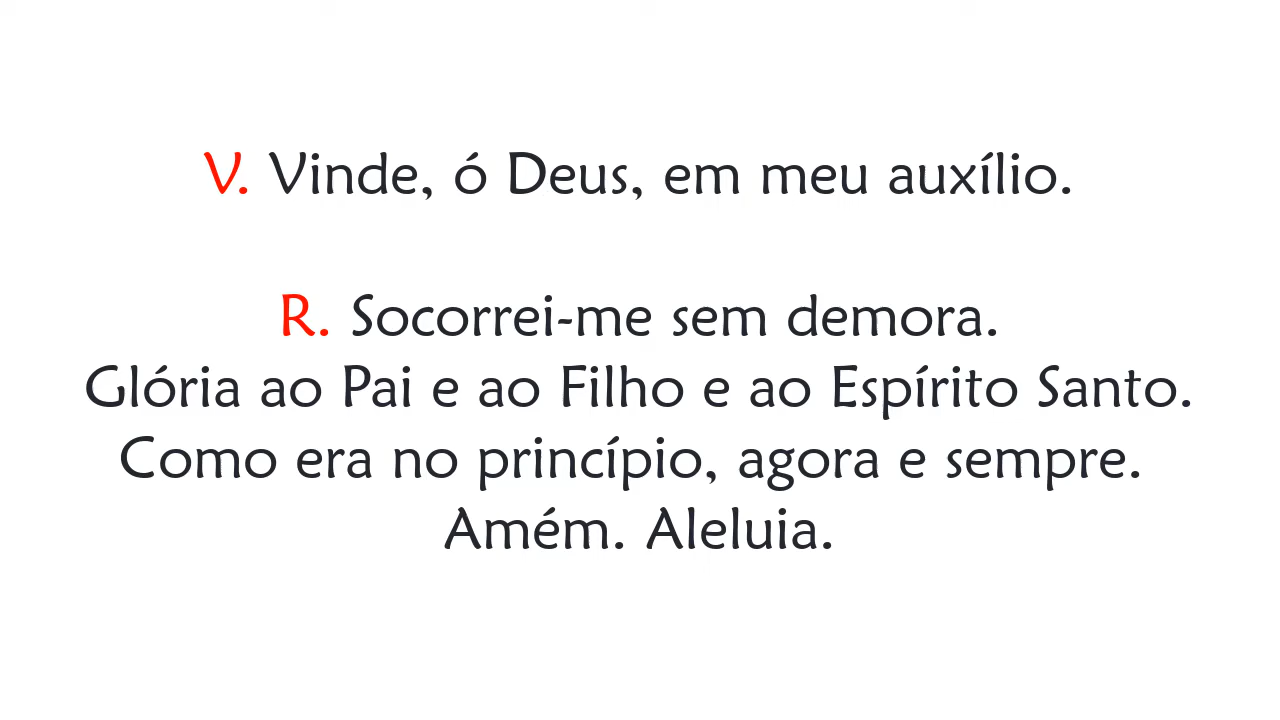 V. Vinde, ó Deus, em meu auxílio.
R. Socorrei-me sem demora.
Glória ao Pai e ao Filho e ao Espírito Santo.
Como era no princípio, agora e sempre.
Amém. Aleluia.